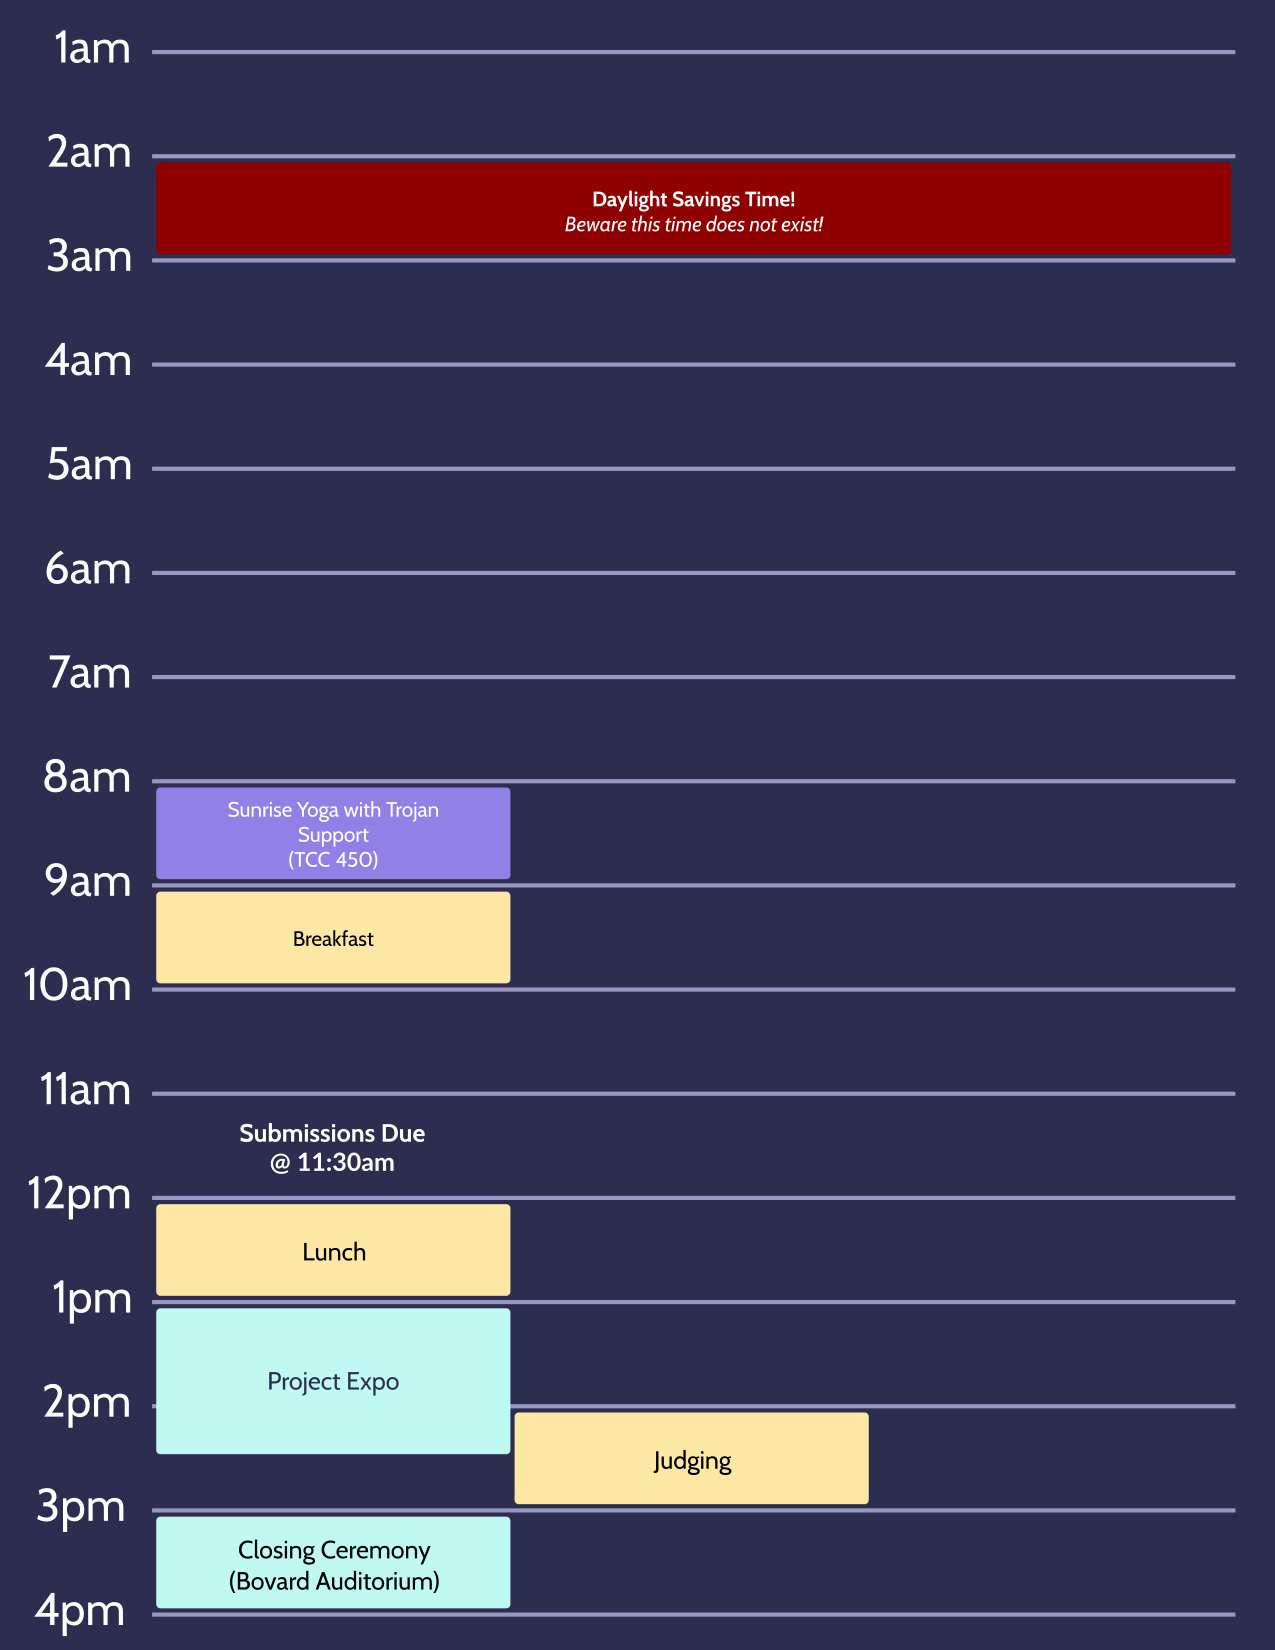 1am
2am
Daylight Savings Time!
Beware this time does not exist!
3am
4am
5am
6am
7am
8am
Sunrise Yoga with Trojan
Support
(TCC 450)
9am
Breakfast
10am
11am
Submissions Due
@ 11:30am
12pm
Lunch
1pm
Project Expo
2pm
Judging
3pm
Closing Ceremony
(Bovard Auditorium)
4pm